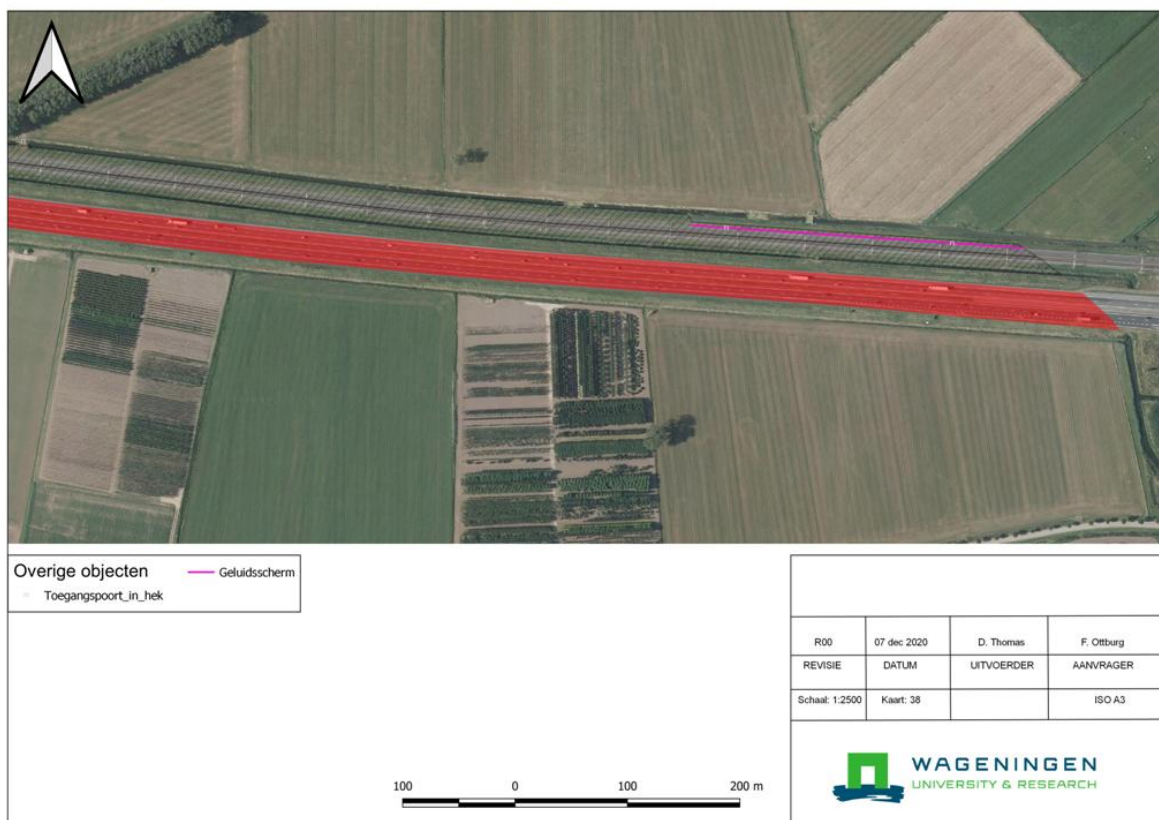 Overige objecten
Geluidsscherm
Toegangspoort_in_hek
R00 07 dec 2020 D. Thomas F. Ottburg
REVISIE DATUM UITVOERDER AANVRAGER
Schaal: 1:2500 Kaart: 38 ISO A3
100 0 100 200 m
WAGENINGEN
UNIVERSITY & RESEARCH